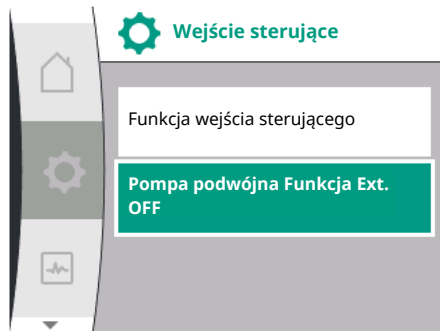 Wejście sterujące
Funkcja wejścia sterującego
Pompa podwójna Funkcja Ext.
OFF